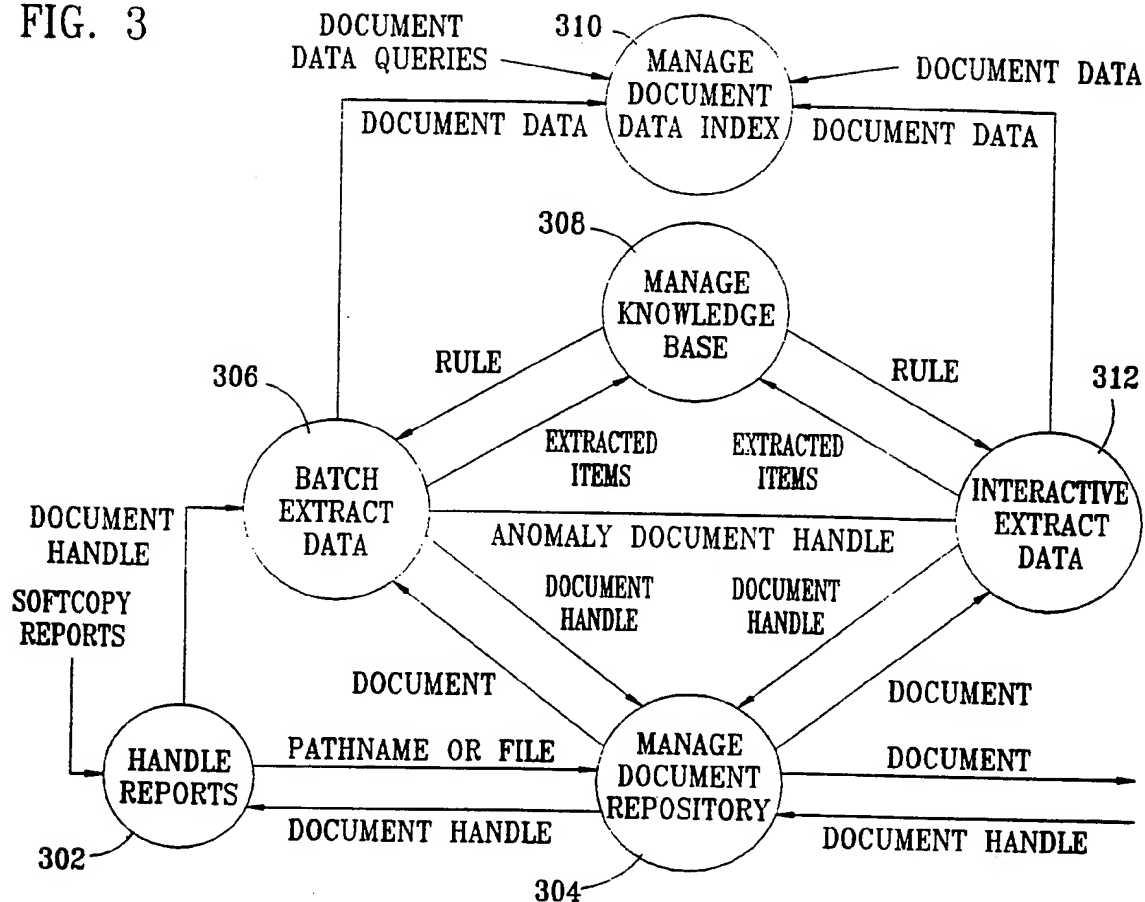 FIG. 3
DOCUMENT
DATA QUERIES
310
MANAGE
DOCUMENT
DATA INDEX
DOCUMENT DATA
DOCUMENT DATA
DOCUMENT DATA
308
MANAGE
KNOWLEDGE
BASE
306
RULE
RULE
312
EXTRACTED
ITEMS
EXTRACTED
ITEMS
BATCH
EXTRACT
DATA
INTERACTIVE
EXTRACT
DATA
DOCUMENT
HANDLE
ANOMALY DOCUMENT HANDLE
SOFTCOPY
REPORTS
DOCUMENT
HANDLE
DOCUMENT
HANDLE
DOCUMENT
DOCUMENT
HANDLE
REPORTS
PATHNAME OR FILE
MANAGE
DOCUMENT
REPOSITORY
DOCUMENT
DOCUMENT HANDLE
DOCUMENT HANDLE
302
304